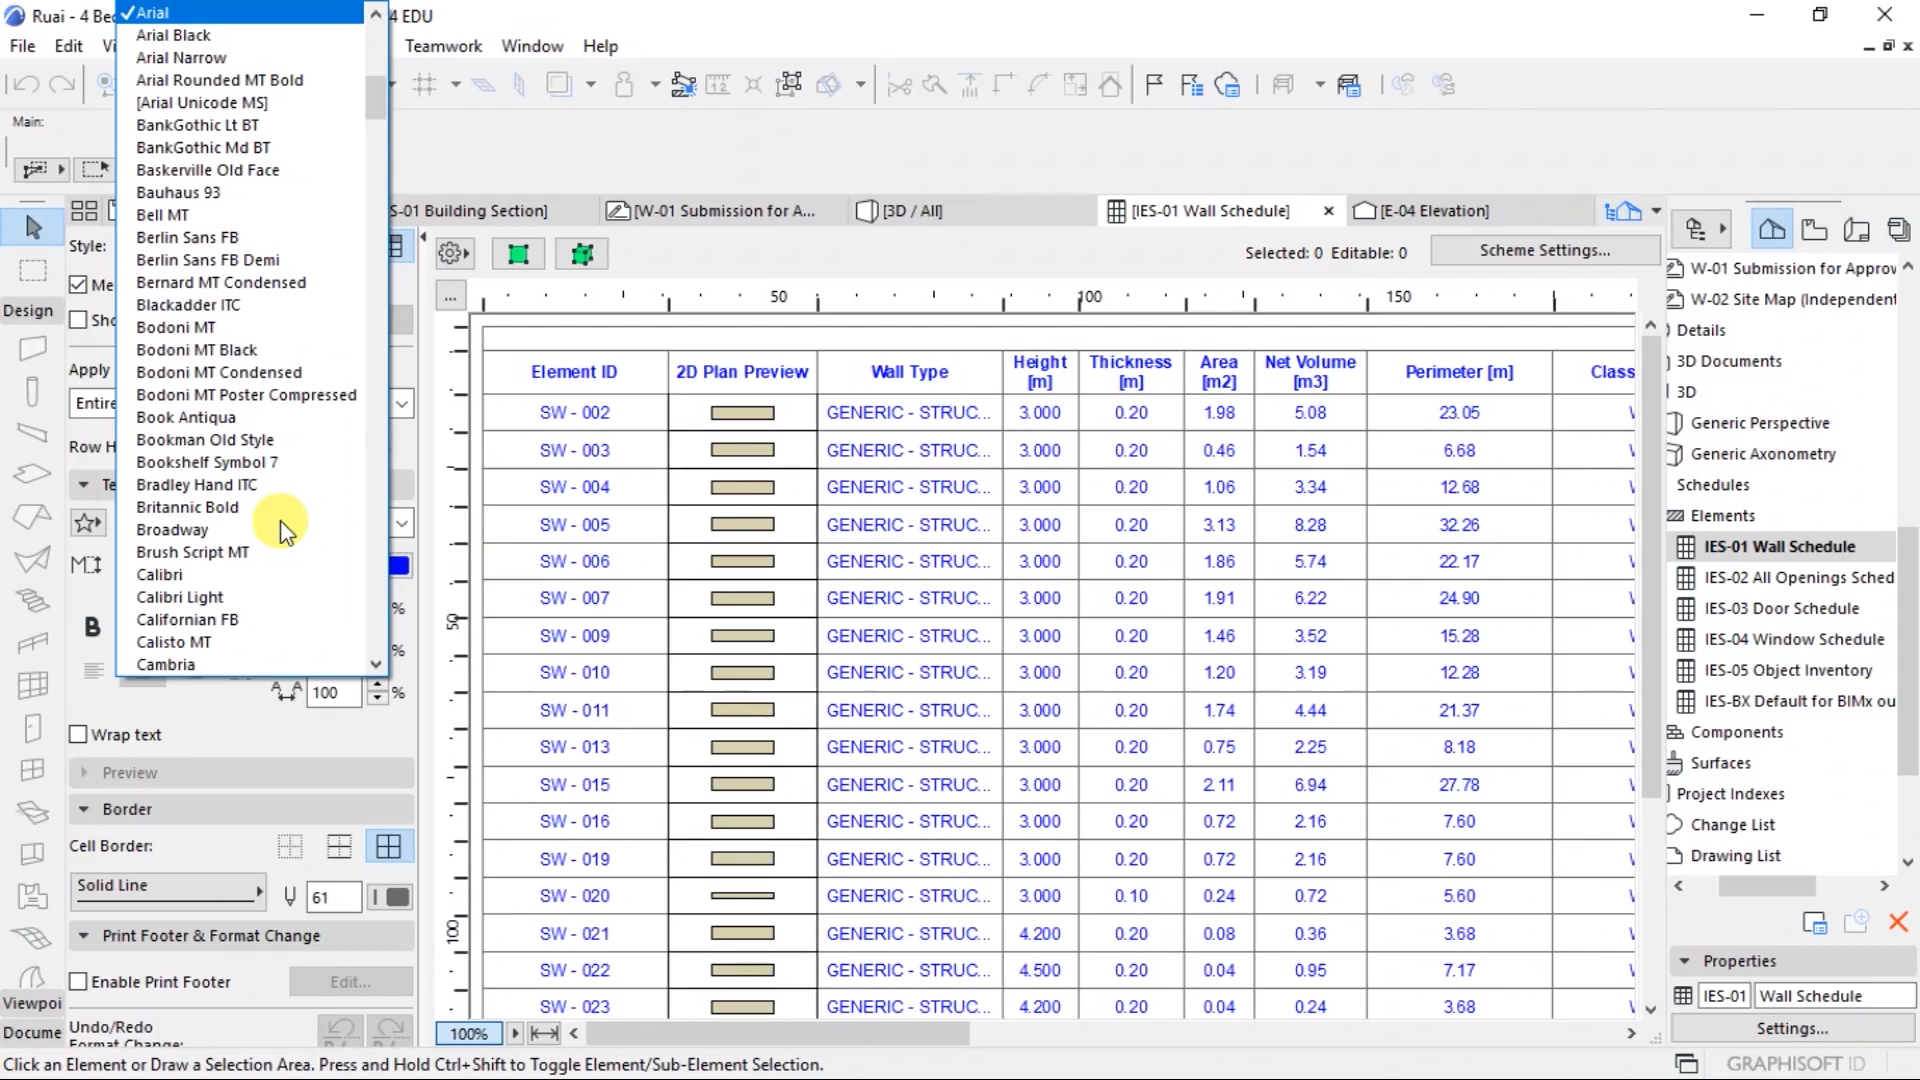 Ruai - 4 Be
4 EDU
File
Edit
Teamwork
Window
Help
Main:
Arial
Arial Black
Arial Narrow
Arial Rounded MT Bold
[Arial Unicode MS]
BankGothic Lt BT
BankGothic Md BT
Baskerville Old Face
Bauhaus 93
Bell MT
Berlin Sans FB
Berlin Sans FB Demi
Bernard MT Condensed
Blackadder ITC
Bodoni MT
Bodoni MT Black
Bodoni MT Condensed
Bodoni MT Poster Compressed
Book Antiqua
Bookman Old Style
Bookshelf Symbol 7
Bradley Hand ITC
Britannic Bold
Broadway
Brush Script MT
Calibri
Calibri Light
Californian FB
Calisto MT
Cambria
S-01 Building Section]
[W-01 Submission for A...
[3D / All]
[IES-01 Wall Schedule]
[E-04 Elevation]
Selected: 0 Editable: 0
Scheme Settings...
Design
Style:
Me
Sho
Apply
Entire
Row H
Te
B
%
%
100 %
Wrap text
Preview
Border
Cell Border:
Solid Line
61
Print Footer & Format Change
Enable Print Footer
Edit...
Undo/Redo
Format Change:
Viewpoi
Docume
...
50 100 150
50
100
Element ID 2D Plan Preview Wall Type Height [m] Thickness [m] Area [m2] Net Volume [m3] Perimeter [m] Class
SW - 002 GENERIC - STRUC... 3.000 0.20 1.98 5.08 23.05
SW - 003 GENERIC - STRUC... 3.000 0.20 0.46 1.54 6.68
SW - 004 GENERIC - STRUC... 3.000 0.20 1.06 3.34 12.68
SW - 005 GENERIC - STRUC... 3.000 0.20 3.13 8.28 32.26
SW - 006 GENERIC - STRUC... 3.000 0.20 1.86 5.74 22.17
SW - 007 GENERIC - STRUC... 3.000 0.20 1.91 6.22 24.90
SW - 009 GENERIC - STRUC... 3.000 0.20 1.46 3.52 15.28
SW - 010 GENERIC - STRUC... 3.000 0.20 1.20 3.19 12.28
SW - 011 GENERIC - STRUC... 3.000 0.20 1.74 4.44 21.37
SW - 013 GENERIC - STRUC... 3.000 0.20 0.75 2.25 8.18
SW - 015 GENERIC - STRUC... 3.000 0.20 2.11 6.94 27.78
SW - 016 GENERIC - STRUC... 3.000 0.20 0.72 2.16 7.60
SW - 019 GENERIC - STRUC... 3.000 0.20 0.72 2.16 7.60
SW - 020 GENERIC - STRUC... 3.000 0.10 0.24 0.72 5.60
SW - 021 GENERIC - STRUC... 4.200 0.20 0.08 0.36 3.68
SW - 022 GENERIC - STRUC... 4.500 0.20 0.04 0.95 7.17
SW - 023 GENERIC - STRUC... 4.200 0.20 0.04 0.24 3.68
100%
W-01 Submission for Approv
W-02 Site Map (Independent
Details
3D Documents
3D
Generic Perspective
Generic Axonometry
Schedules
Elements
IES-01 Wall Schedule
IES-02 All Openings Sched
IES-03 Door Schedule
IES-04 Window Schedule
IES-05 Object Inventory
IES-BX Default for BIMx ou
Components
Surfaces
Project Indexes
Change List
Drawing List
Properties
IES-01 Wall Schedule
Settings...
Click an Element or Draw a Selection Area. Press and Hold Ctrl+Shift to Toggle Element/Sub-Element Selection.
GRAPHISOFT ID